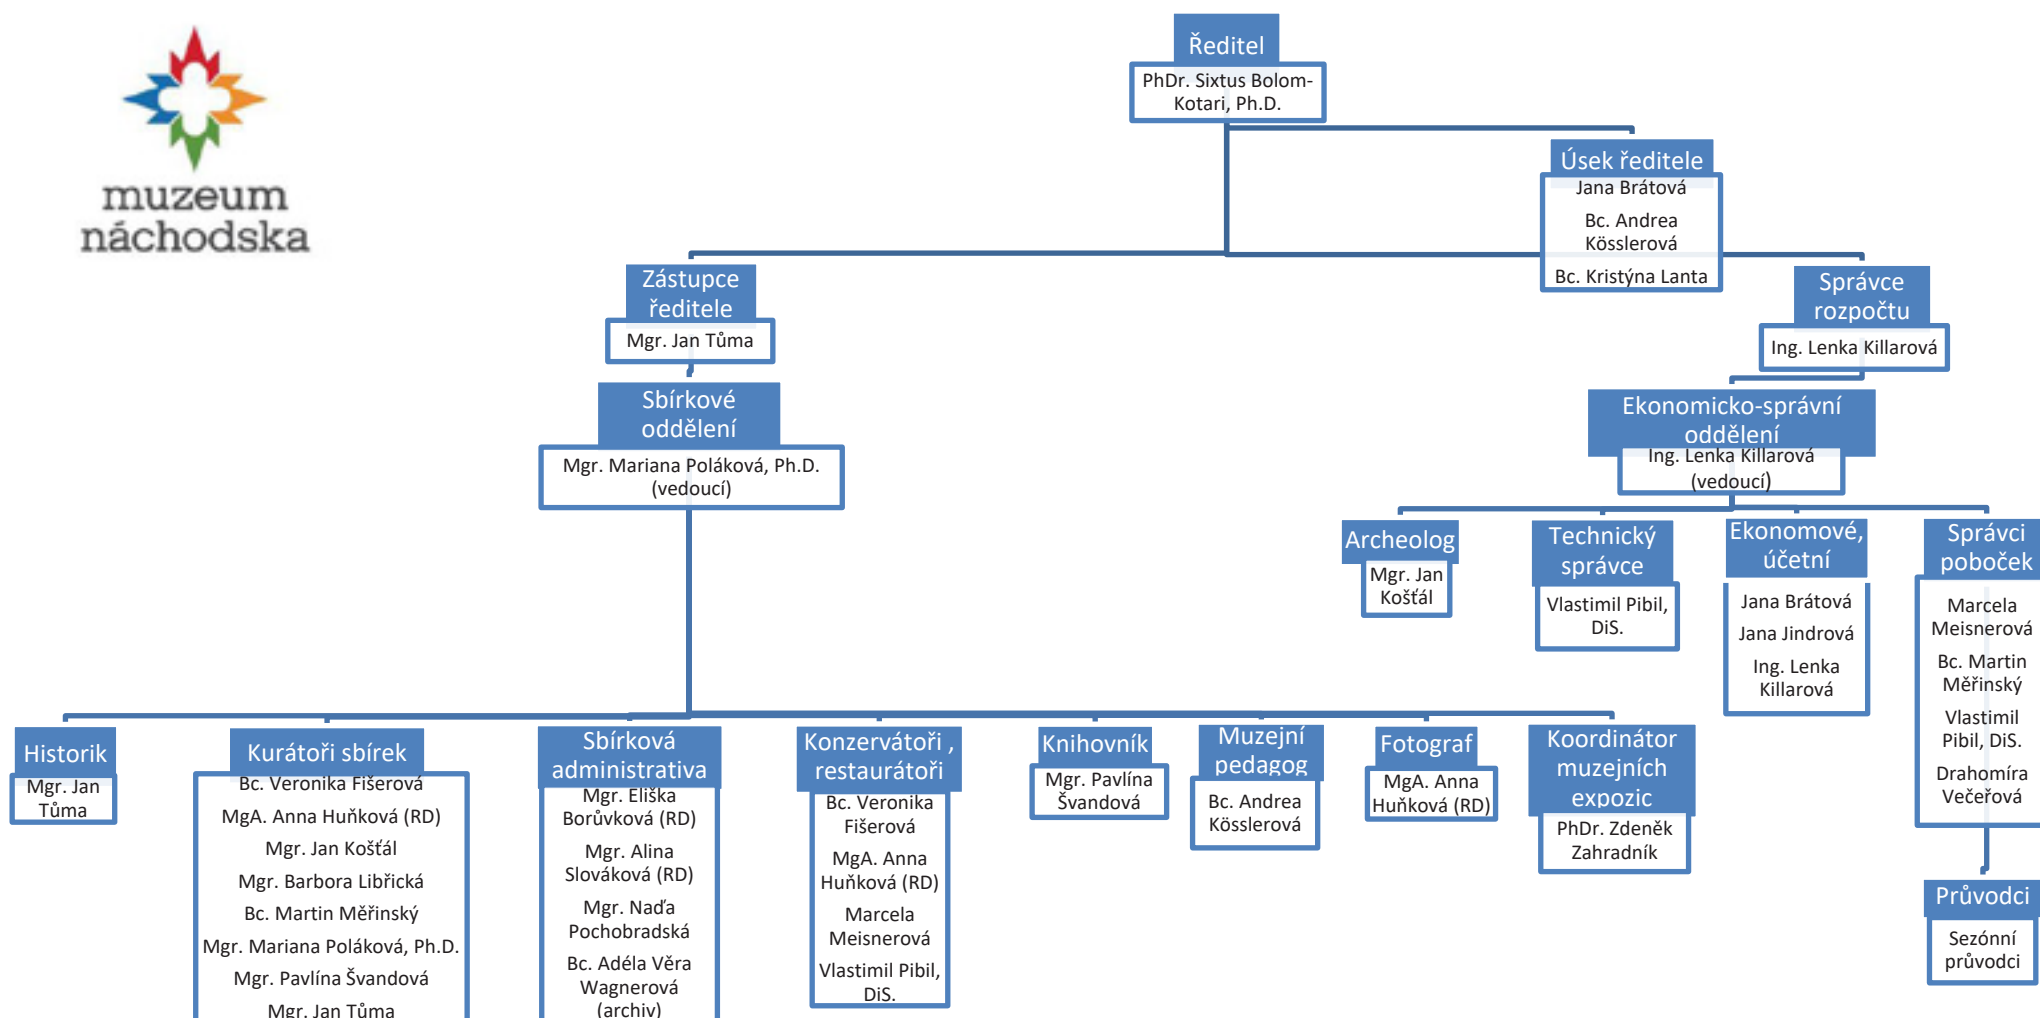 muzeum
náchodska
Ředitel
PhDr. Sixtus Bolom-
Kotari, Ph.D.
Úsek ředitele
Jana Brátová
Bc. Andrea
Kösslerová
Bc. Kristýna Lanta
Zástupce
ředitele
Mgr. Jan Tůma
Správce
rozpočtu
Ing. Lenka Killarová
Sbírkové
oddělení
Mgr. Mariana Poláková, Ph.D.
(vedoucí)
Ekonomicko-správní
oddělení
Ing. Lenka Killarová
(vedoucí)
Archeolog
Mgr. Jan
Košťál
Technický
správce
Vlastimil Pibil,
DiS.
Ekonomové,
účetní
Jana Brátová
Jana Jindrová
Ing. Lenka
Killarová
Správci
poboček
Marcela
Meisnerová
Bc. Martin
Měřinský
Vlastimil
Pibil, DiS.
Drahomíra
Večeřová
Průvodci
Sezónní
průvodci
Historik
Mgr. Jan
Tůma
Kurátoři sbírek
Bc. Veronika Fišerová
MgA. Anna Huňková (RD)
Mgr. Jan Košťál
Mgr. Barbora Libřická
Bc. Martin Měřinský
Mgr. Mariana Poláková, Ph.D.
Mgr. Pavlína Švandová
Mgr. Jan Tůma
Sbírková
administrativa
Mgr. Eliška
Borůvková (RD)
Mgr. Alina
Slováková (RD)
Mgr. Naďa
Pochobradská
Bc. Adéla Věra
Wagnerová
(archiv)
Konzervátoři ,
restaurátoři
Bc. Veronika
Fišerová
MgA. Anna
Huňková (RD)
Marcela
Meisnerová
Vlastimil Pibil,
DiS.
Knihovník
Mgr. Pavlína
Švandová
Muzejní
pedagog
Bc. Andrea
Kösslerová
Fotograf
MgA. Anna
Huňková (RD)
Koordinátor
muzejních
expozic
PhDr. Zdeněk
Zahradník